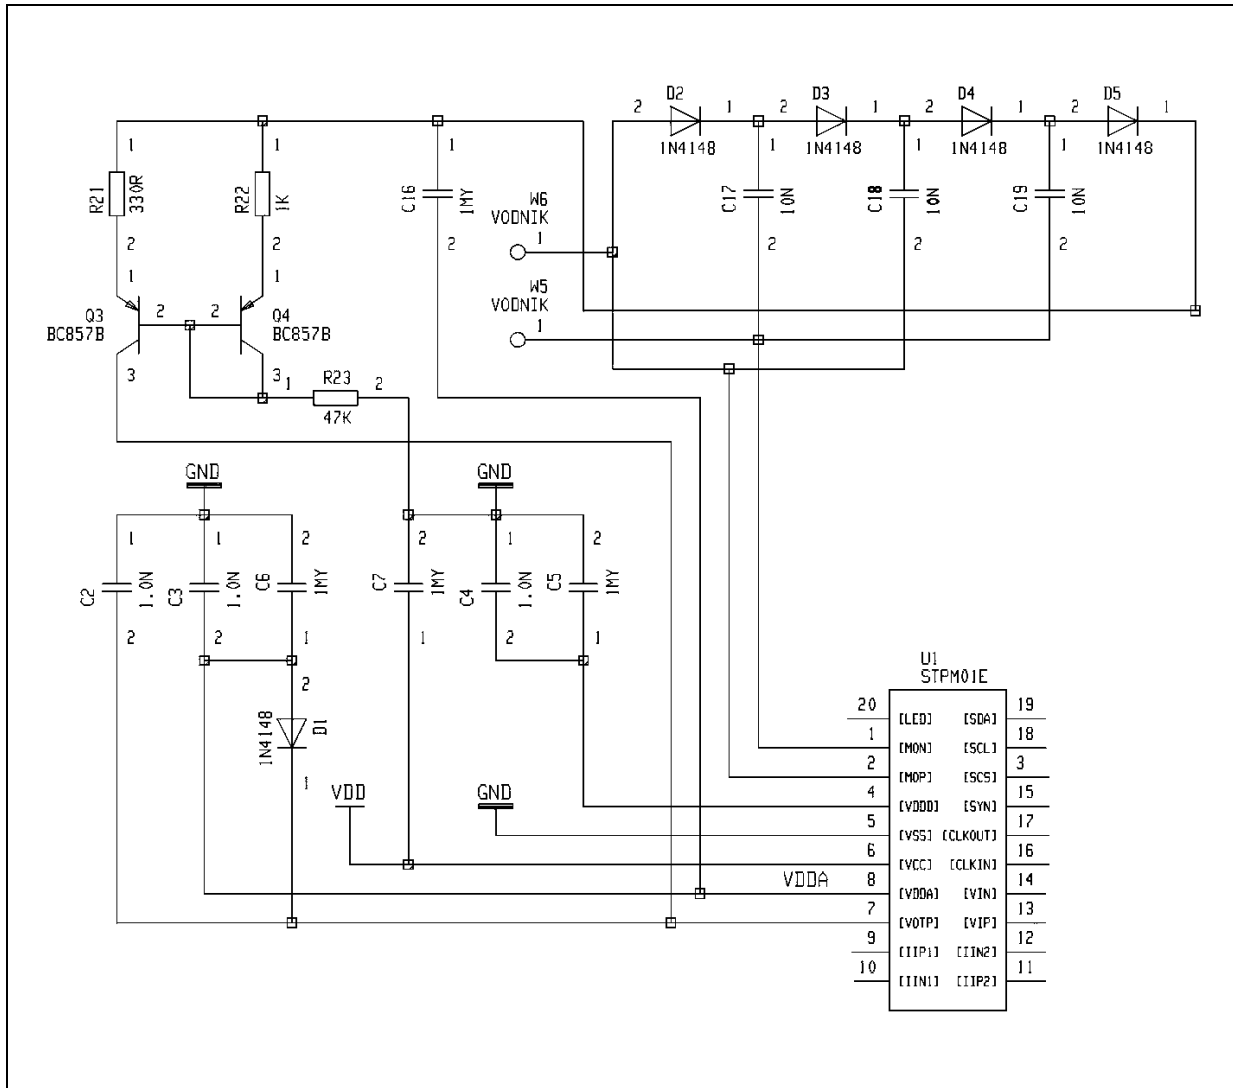 D2 D3 D4 D5
2 1 2 1 2 1 2 1
1N4148 1N4148 1N4148 1N4148
1 1 1 1 1 1
R21 330R R22 1K C16 1MY C17 10N C18 10N C19 10N
2 2 2 2 2 2
W6
VODNIK
1
W5
VODNIK
1
1 1
Q3 2 2 Q4
BC857B BC857B
3 3
1 R23 2
47K
GND GND
1 1 2 2 1 2
C2 1.0N C3 1.0N C6 1MY C7 1MY C4 1.0N C5 1MY
2 2 1 1 2 1
2
1N4148 D1
1
VDD GND
VDDA
U1
STPM01E
20 [LED] [SDA] 19
1 [MON] [SCL] 18
2 [MOP] [SCS] 3
4 [VDDD] [SYN] 15
5 [VSS] [CLKOUT] 17
6 [VCC] [CLKIN] 16
8 [VDDA] [VIN] 14
7 [VOTP] [VIP] 13
9 [IIP1] [IIN2] 12
10 [IIN1] [IIP2] 11